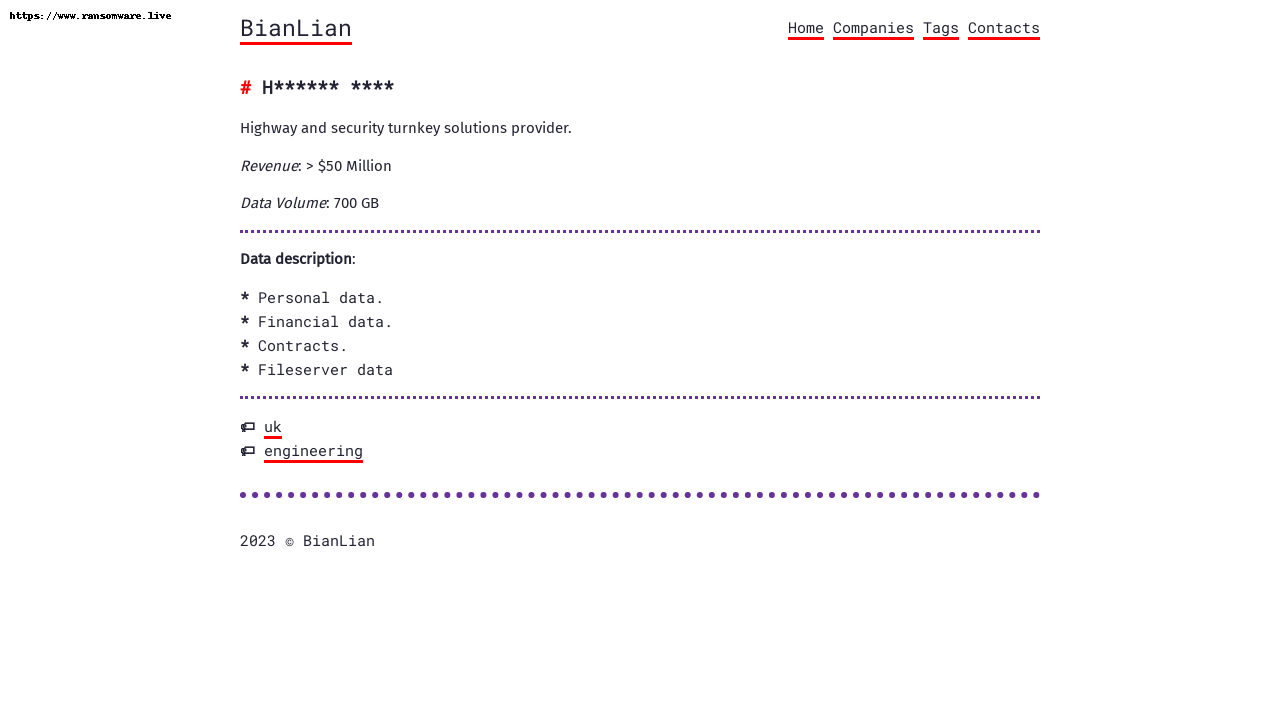 https://www.ransomware.live
BianLian
Home Companies Tags Contacts
# H****** ****
Highway and security turnkey solutions provider.
Revenue: > $50 Million
Data Volume: 700 GB
Data description:
* Personal data.
* Financial data.
* Contracts.
* Fileserver data
uk
engineering
2023 © BianLian